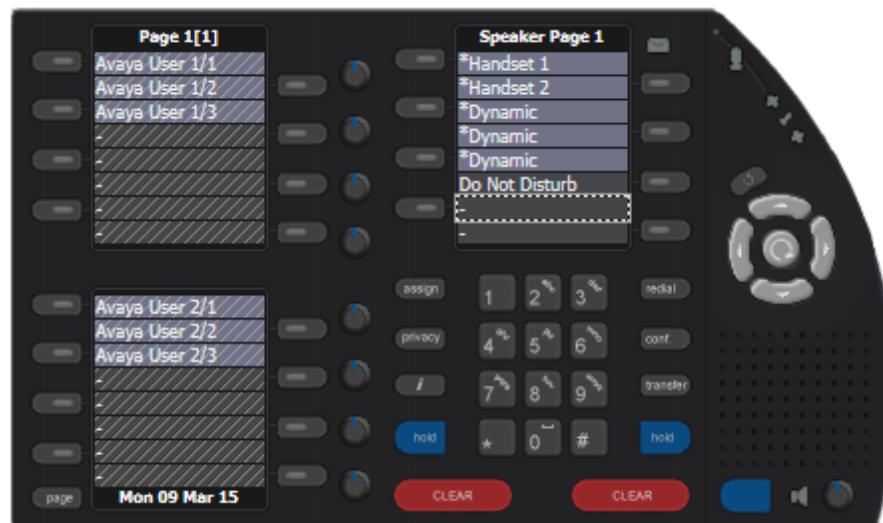 Page 1[1]
Avaya User 1/1
Avaya User 1/2
Avaya User 1/3
-
-
-
-
-
Speaker Page 1
*Handset 1
*Handset 2
*Dynamic
*Dynamic
*Dynamic
Do Not Disturb
-
-
Avaya User 2/1
Avaya User 2/2
Avaya User 2/3
-
-
-
-
-
Mon 09 Mar 15
page
assign
1
2
3
redial
privacy
4
5
6
conf.
i
7
8
9
transfer
hold
*
0
#
hold
CLEAR
CLEAR